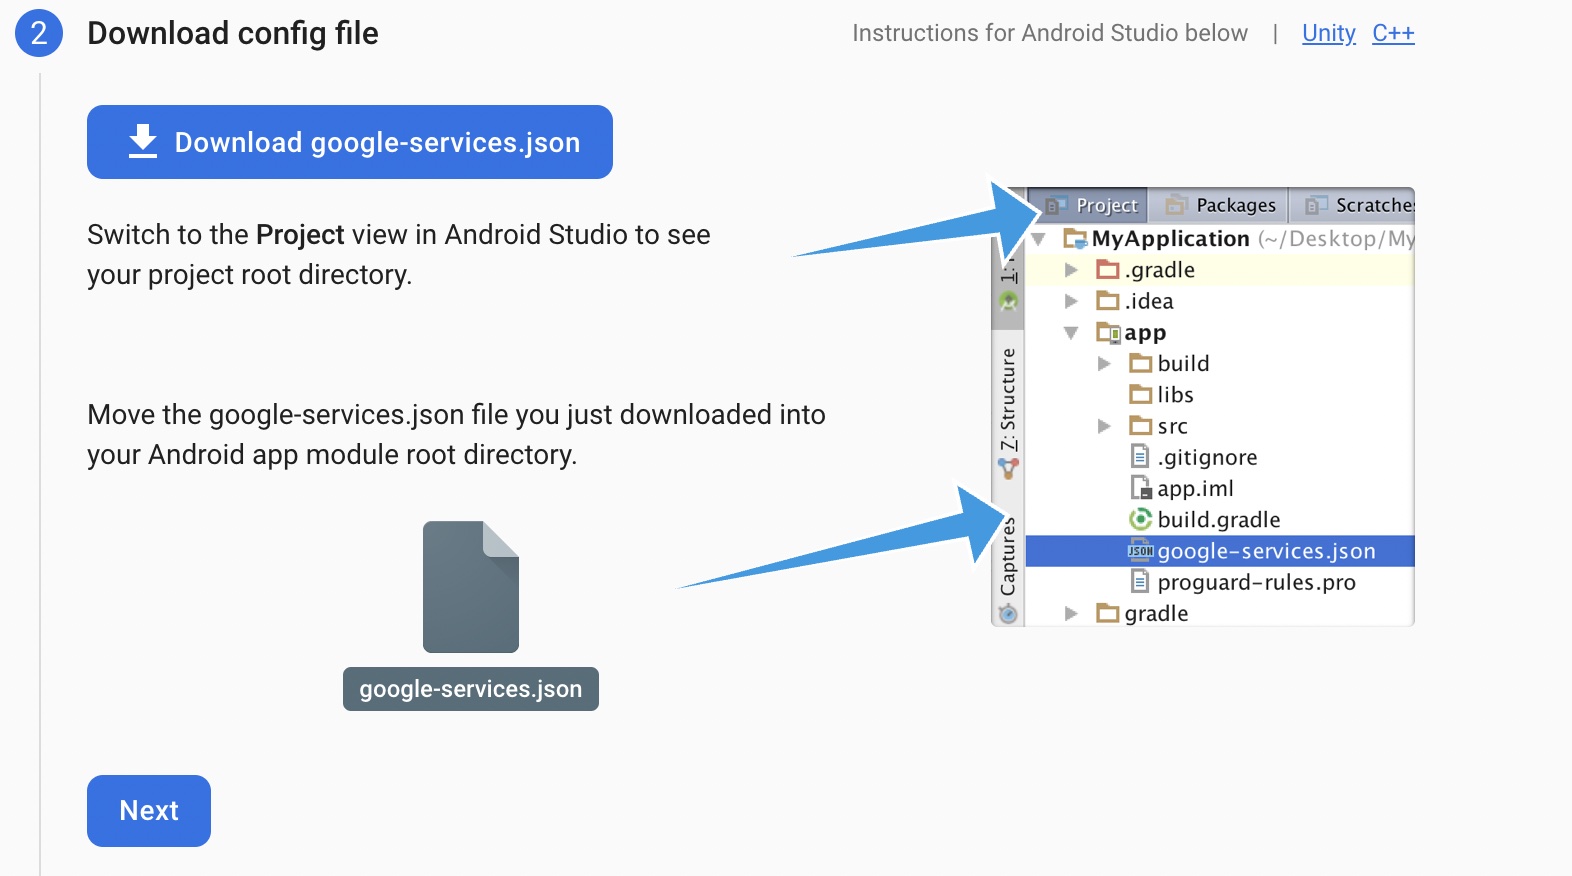 2
Download config file
Instructions for Android Studio below | Unity C++
Download google-services.json
Switch to the Project view in Android Studio to see
your project root directory.
Move the google-services.json file you just downloaded into
your Android app module root directory.
google-services.json
Next
Project Packages Scratche
MyApplication (~/Desktop/My
.gradle
.idea
app
build
libs
src
.gitignore
app.iml
build.gradle
JSON google-services.json
proguard-rules.pro
gradle
1:
Z: Structure
Captures